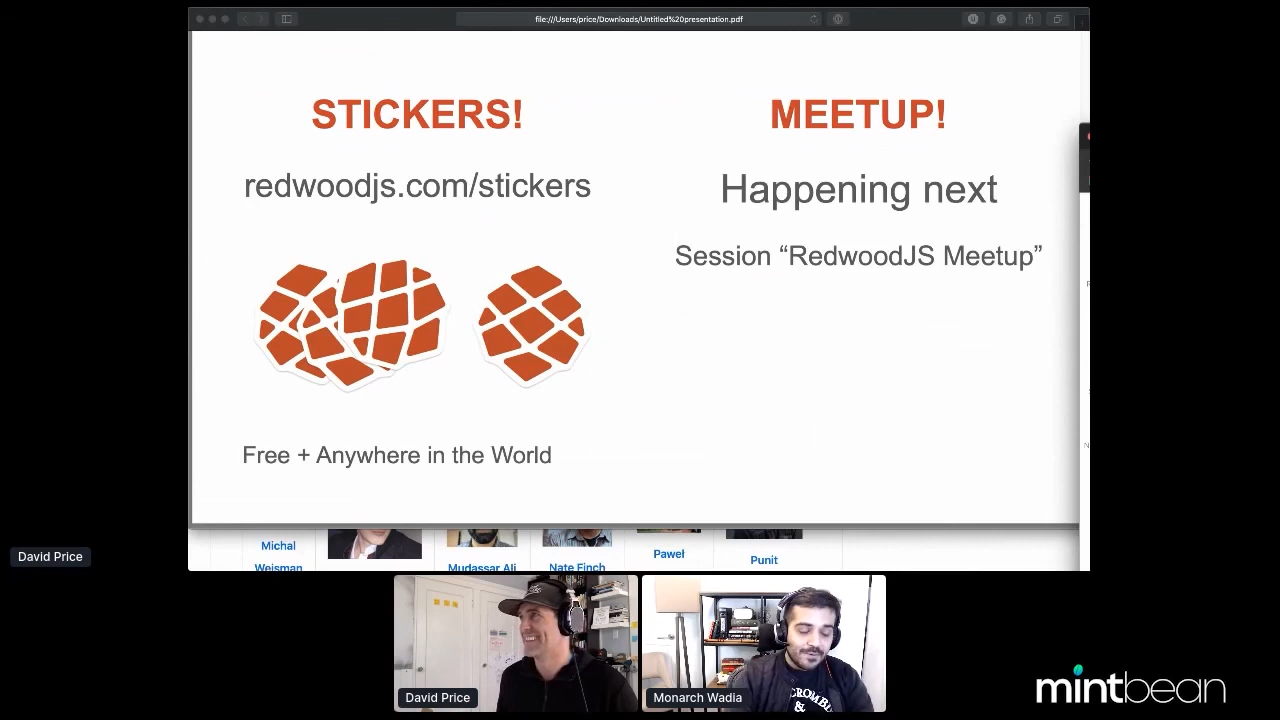 file:///Users/price/Downloads/Untitled%20presentation.pdf
STICKERS!
redwoodjs.com/stickers
Free + Anywhere in the World
MEETUP!
Happening next
Session “RedwoodJS Meetup”
Michal
Weisman
Mudassar Ali
Nate Finch
Paweł
Punit
David Price
David Price
Monarch Wadia
mintbean